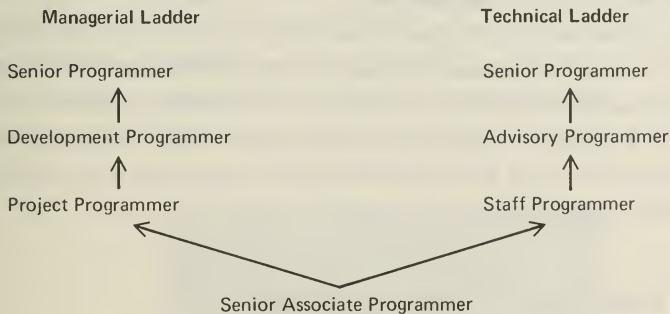 Managerial Ladder
Technical Ladder
Senior Programmer
Senior Programmer
Development Programmer
Advisory Programmer
Project Programmer
Staff Programmer
Senior Associate Programmer